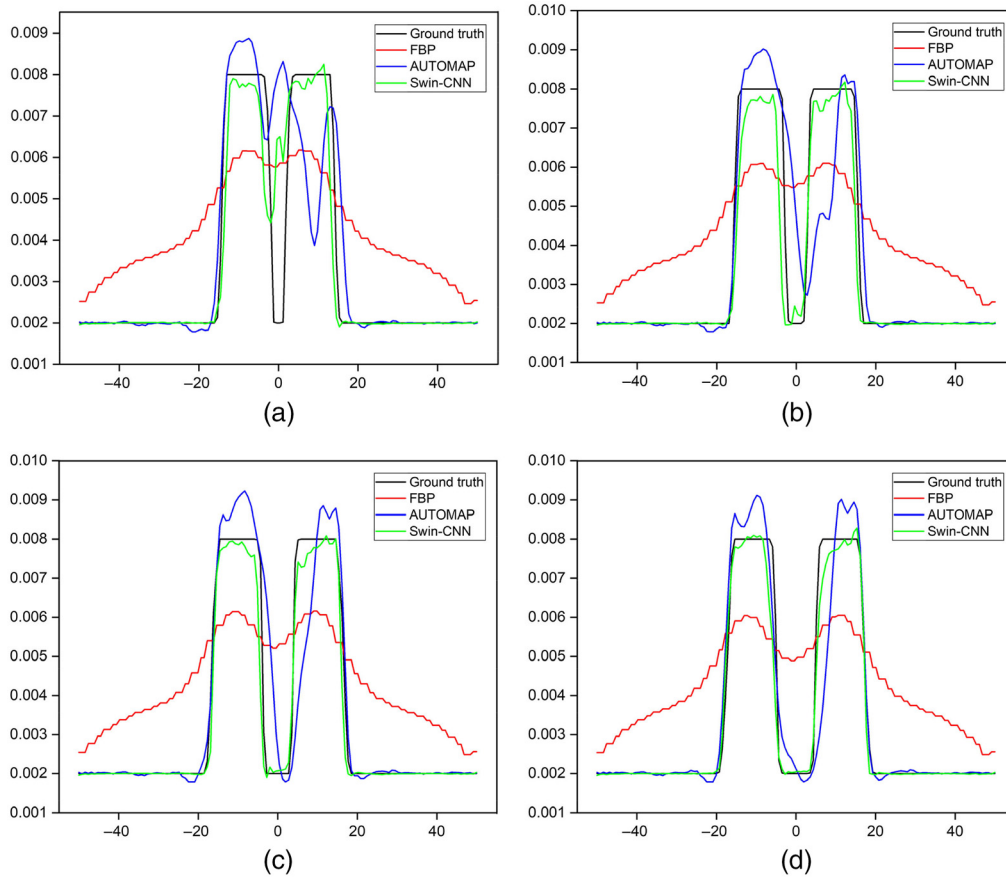 0.009
0.008
0.007
0.006
0.005
0.004
0.003
0.002
0.001
–40
–20
0
20
40
Ground truth
FBP
AUTOMAP
Swin-CNN
(a)
0.010
0.009
0.008
0.007
0.006
0.005
0.004
0.003
0.002
0.001
–40
–20
0
20
40
Ground truth
FBP
AUTOMAP
Swin-CNN
(b)
0.010
0.009
0.008
0.007
0.006
0.005
0.004
0.003
0.002
0.001
–40
–20
0
20
40
Ground truth
FBP
AUTOMAP
Swin-CNN
(c)
0.010
0.009
0.008
0.007
0.006
0.005
0.004
0.003
0.002
0.001
–40
–20
0
20
40
Ground truth
FBP
AUTOMAP
Swin-CNN
(d)